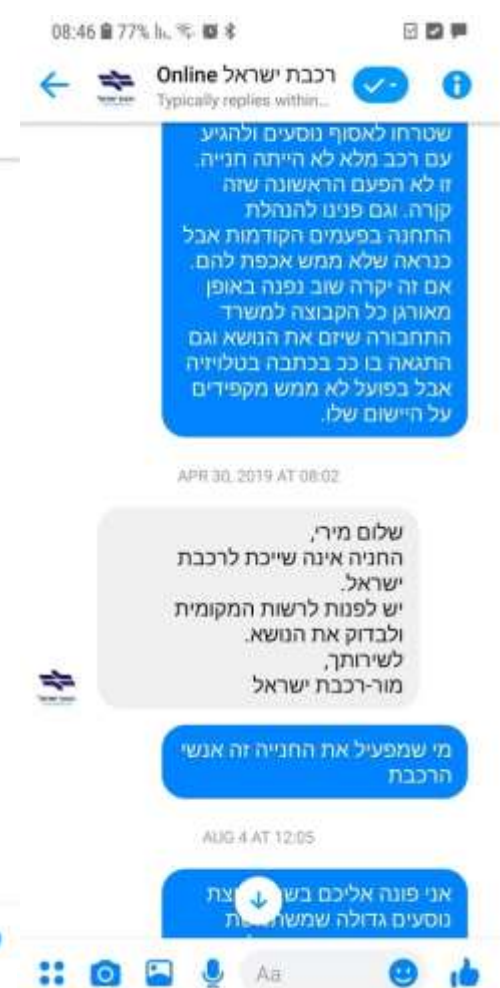 08:46 77%
רכבת ישראל Online
Typically replies within...
שטרחו לאסוף נוסעים ולהגיע
עם רכב מלא לא הייתה חנייה.
זו לא הפעם הראשונה שזה
קןרה. וגם פנינו להנהלת
התחנה בפעמים הקודמות אבל
כנראה שלא ממש אכפת להם.
אם זה יקרה שוב נפנה באופן
מאורגן כל הקבוצה למשרד
התחבורה שיזם את הנושא וגם
התגאה בו ככ בכתבה בטלויזיה
אבל בפועל לא ממש מקפידים
על היישום שלו.
APR 30, 2019 AT 08:02
שלום מירי,
החניה אינה שייכת לרכבת
ישראל.
יש לפנות לרשות המקומית
ולבדוק את הנושא.
לשירותך,
מור-רכבת ישראל
מי שמפעיל את החנייה זה אנשי
הרכבת
AUG 4 AT 12:05
אני פונה אליכם
נוסעים גדולה
Aa